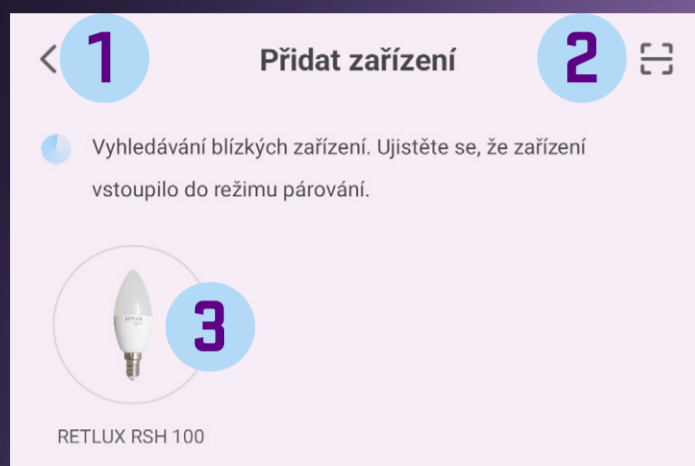 1
Přidat zařízení
2
Vyhledávání blízkých zařízení. Ujistěte se, že zařízení
vstoupilo do režimu párování.
RETLUX
3
RETLUX RSH 100